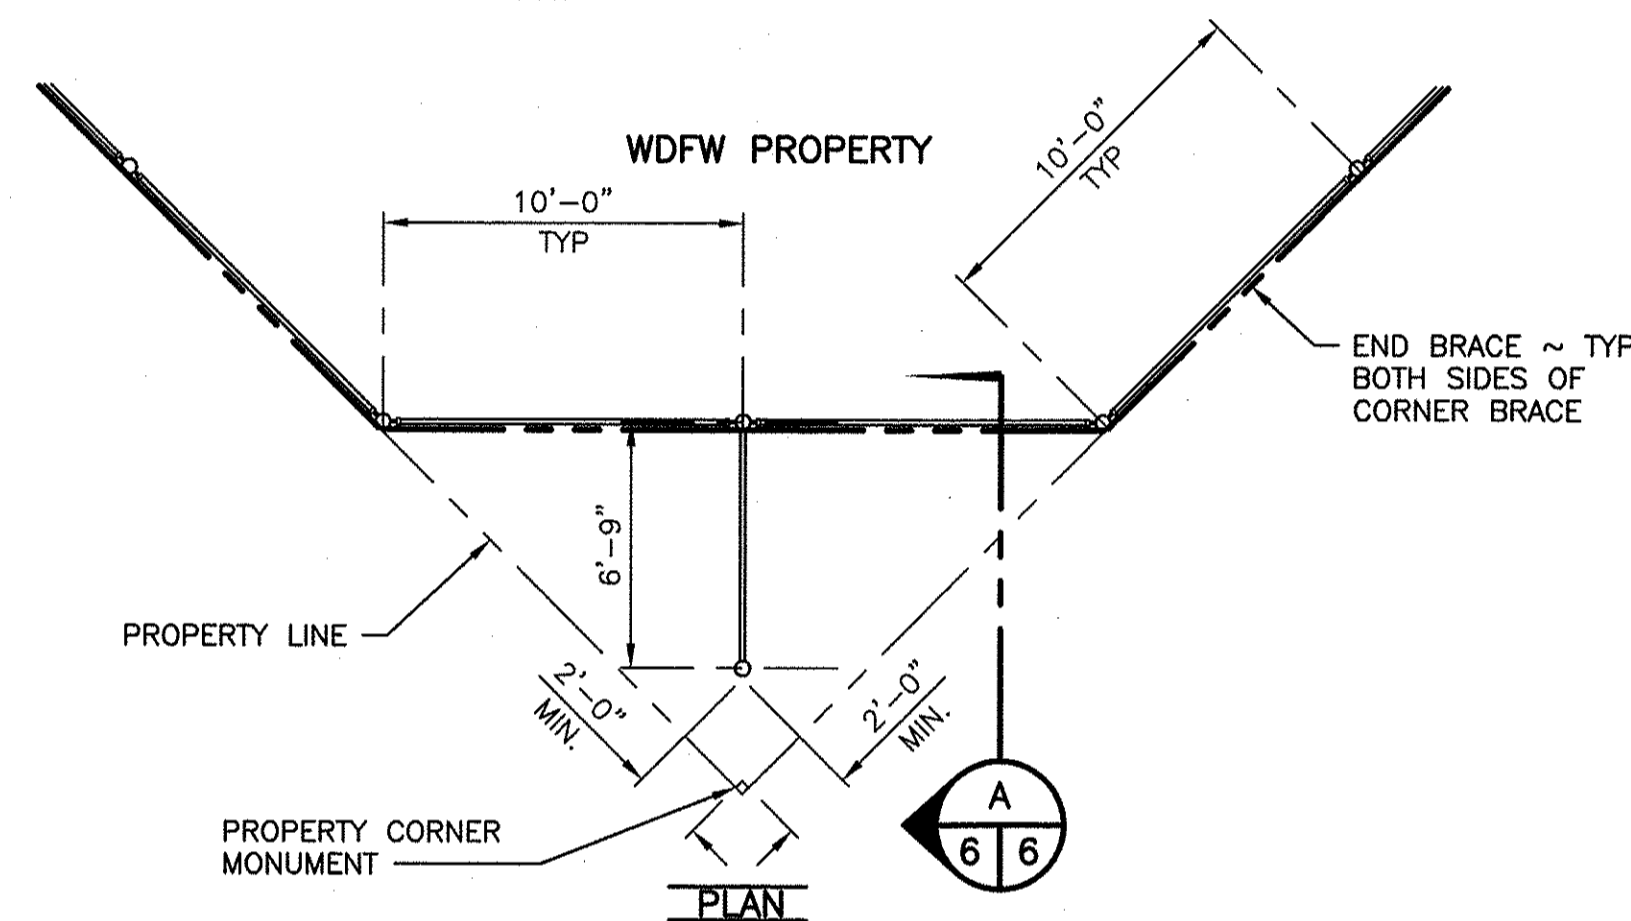 WDFW PROPERTY
10'-0"
TYP
10'-0"
TYP
END BRACE ~ TYP
BOTH SIDES OF
CORNER BRACE
6'-9"
PROPERTY LINE
2'-0"
MIN.
2'-0"
MIN.
PROPERTY CORNER
MONUMENT
A
6 6
PLAN